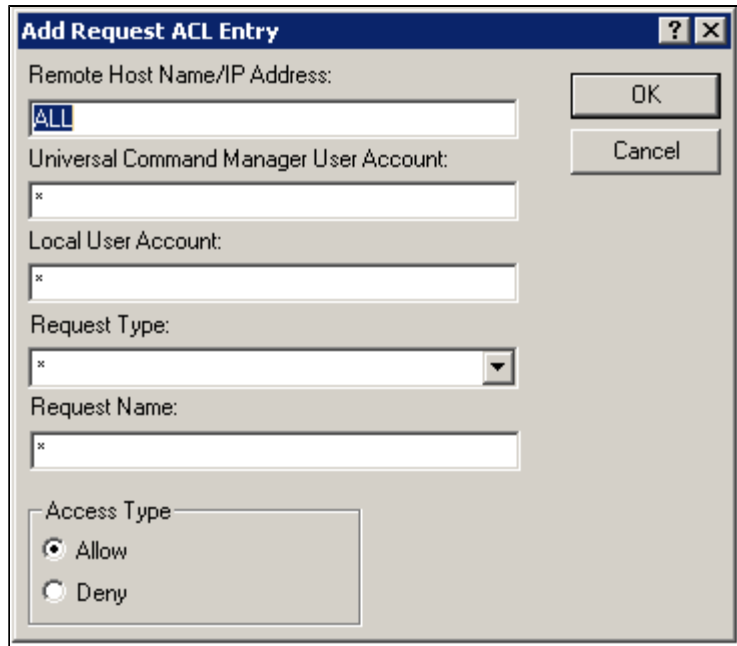 Add Request ACL Entry
Remote Host Name/IP Address:
ALL
OK
Cancel
Universal Command Manager User Account:
*
Local User Account:
*
Request Type:
*
Request Name:
*
Access Type
Allow
Deny